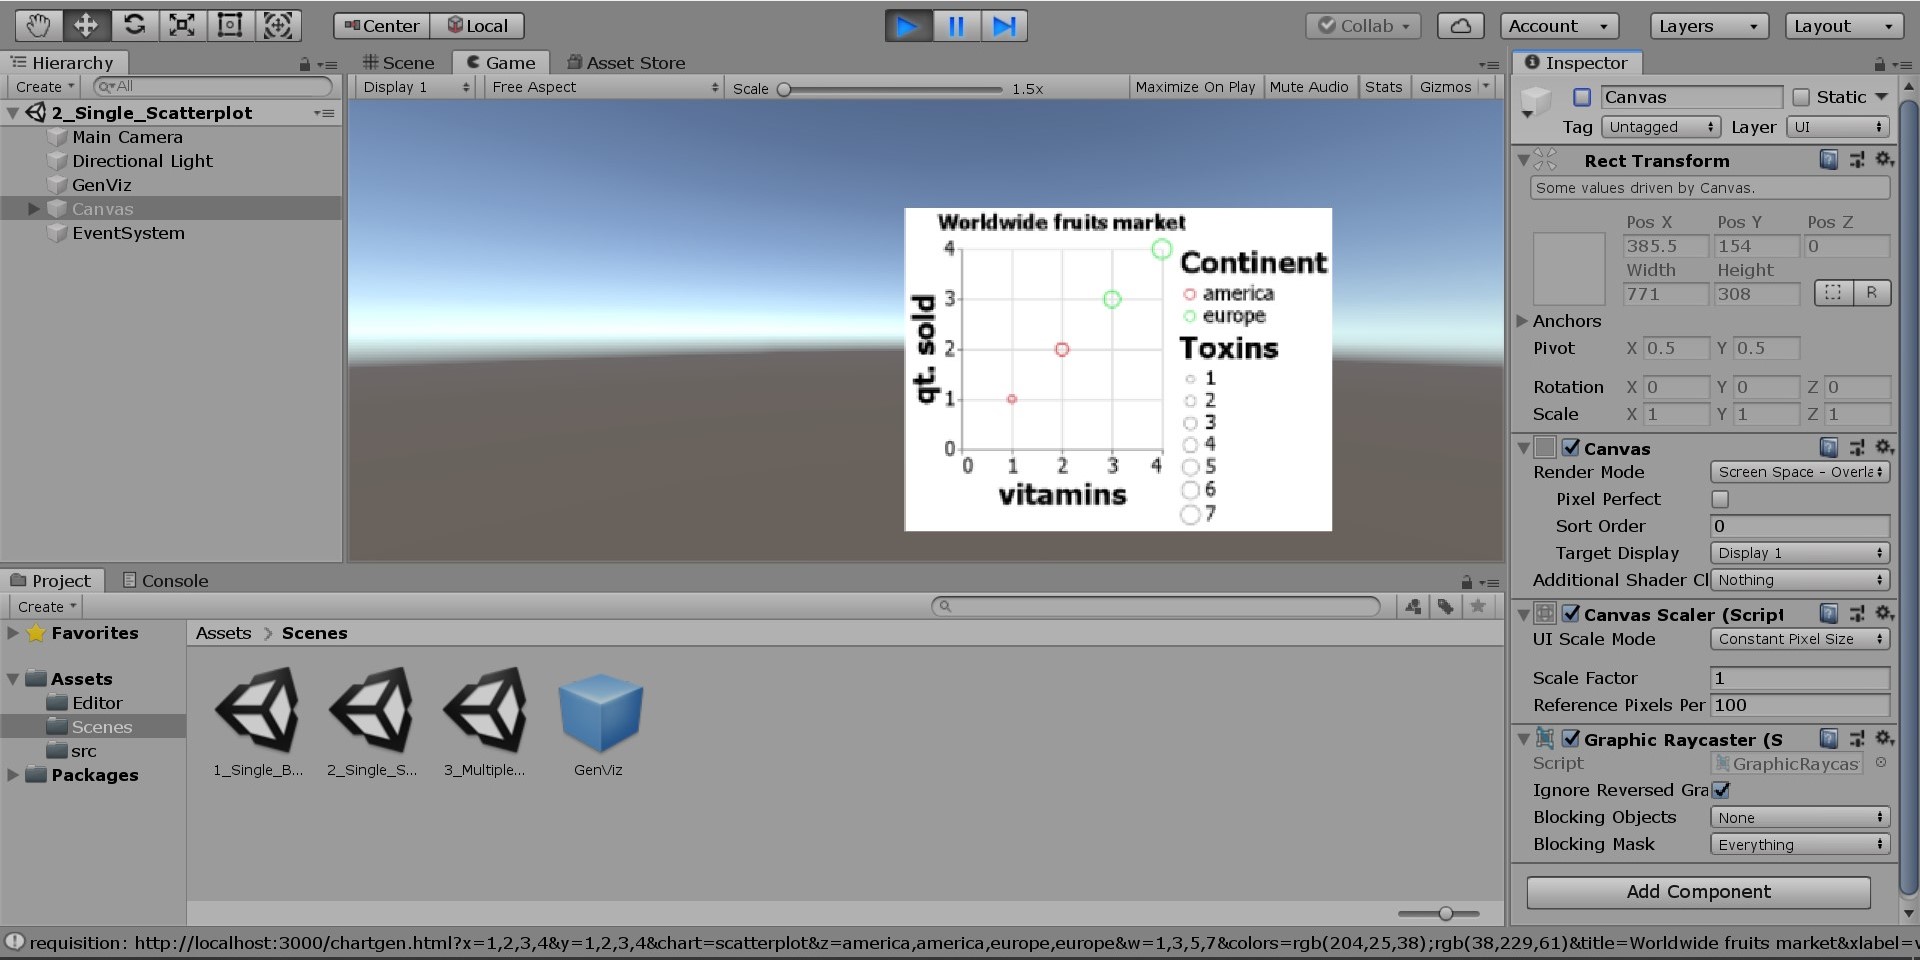 Center Local Collab Account Layers Layout
Hierarchy
Create All
2_Single_Scatterplot
Main Camera
Directional Light
GenViz
Canvas
EventSystem
Scene Game Asset Store
Display 1 Free Aspect Scale 1.5x Maximize On Play Mute Audio Stats Gizmos
Worldwide fruits market
qt. sold
4
3
2
1
0
0 1 2 3 4
vitamins
Continent
america
europe
Toxins
1
2
3
4
5
6
7
Inspector
Canvas Static
Tag Untagged Layer UI
Rect Transform
Some values driven by Canvas.
Pos X Pos Y Pos Z
385.5 154 0
Width Height
771 308 R
Anchors
Pivot X 0.5 Y 0.5
Rotation X 0 Y 0 Z 0
Scale X 1 Y 1 Z 1
Canvas
Render Mode Screen Space - Overla
Pixel Perfect
Sort Order 0
Target Display Display 1
Additional Shader Cl Nothing
Canvas Scaler (Script
UI Scale Mode Constant Pixel Size
Scale Factor 1
Reference Pixels Per 100
Graphic Raycaster (S
Script GraphicRaycas
Ignore Reversed Gra
Blocking Objects None
Blocking Mask Everything
Add Component
Project Console
Create
Favorites
Assets
Editor
Scenes
src
Packages
Assets > Scenes
1_Single_B... 2_Single_S... 3_Multiple... GenViz
requisition: http://localhost:3000/chartgen.html?x=1,2,3,4&y=1,2,3,4&chart=scatterplot&z=america,america,europe,europe&w=1,3,5,7&colors=rgb(204,25,38);rgb(38,229,61)&title=Worldwide fruits market&xlabel=v